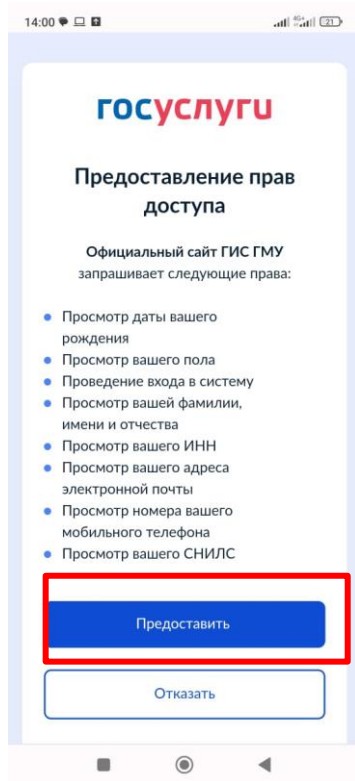 14:00
4G+
21
госуслуги
Предоставление прав
доступа
Официальный сайт ГИС ГМУ
запрашивает следующие права:
Просмотр даты вашего
рождения
Просмотр вашего пола
Проведение входа в систему
Просмотр вашей фамилии,
имени и отчества
Просмотр вашего ИНН
Просмотр вашего адреса
электронной почты
Просмотр номера вашего
мобильного телефона
Просмотр вашего СНИЛС
Предоставить
Отказать